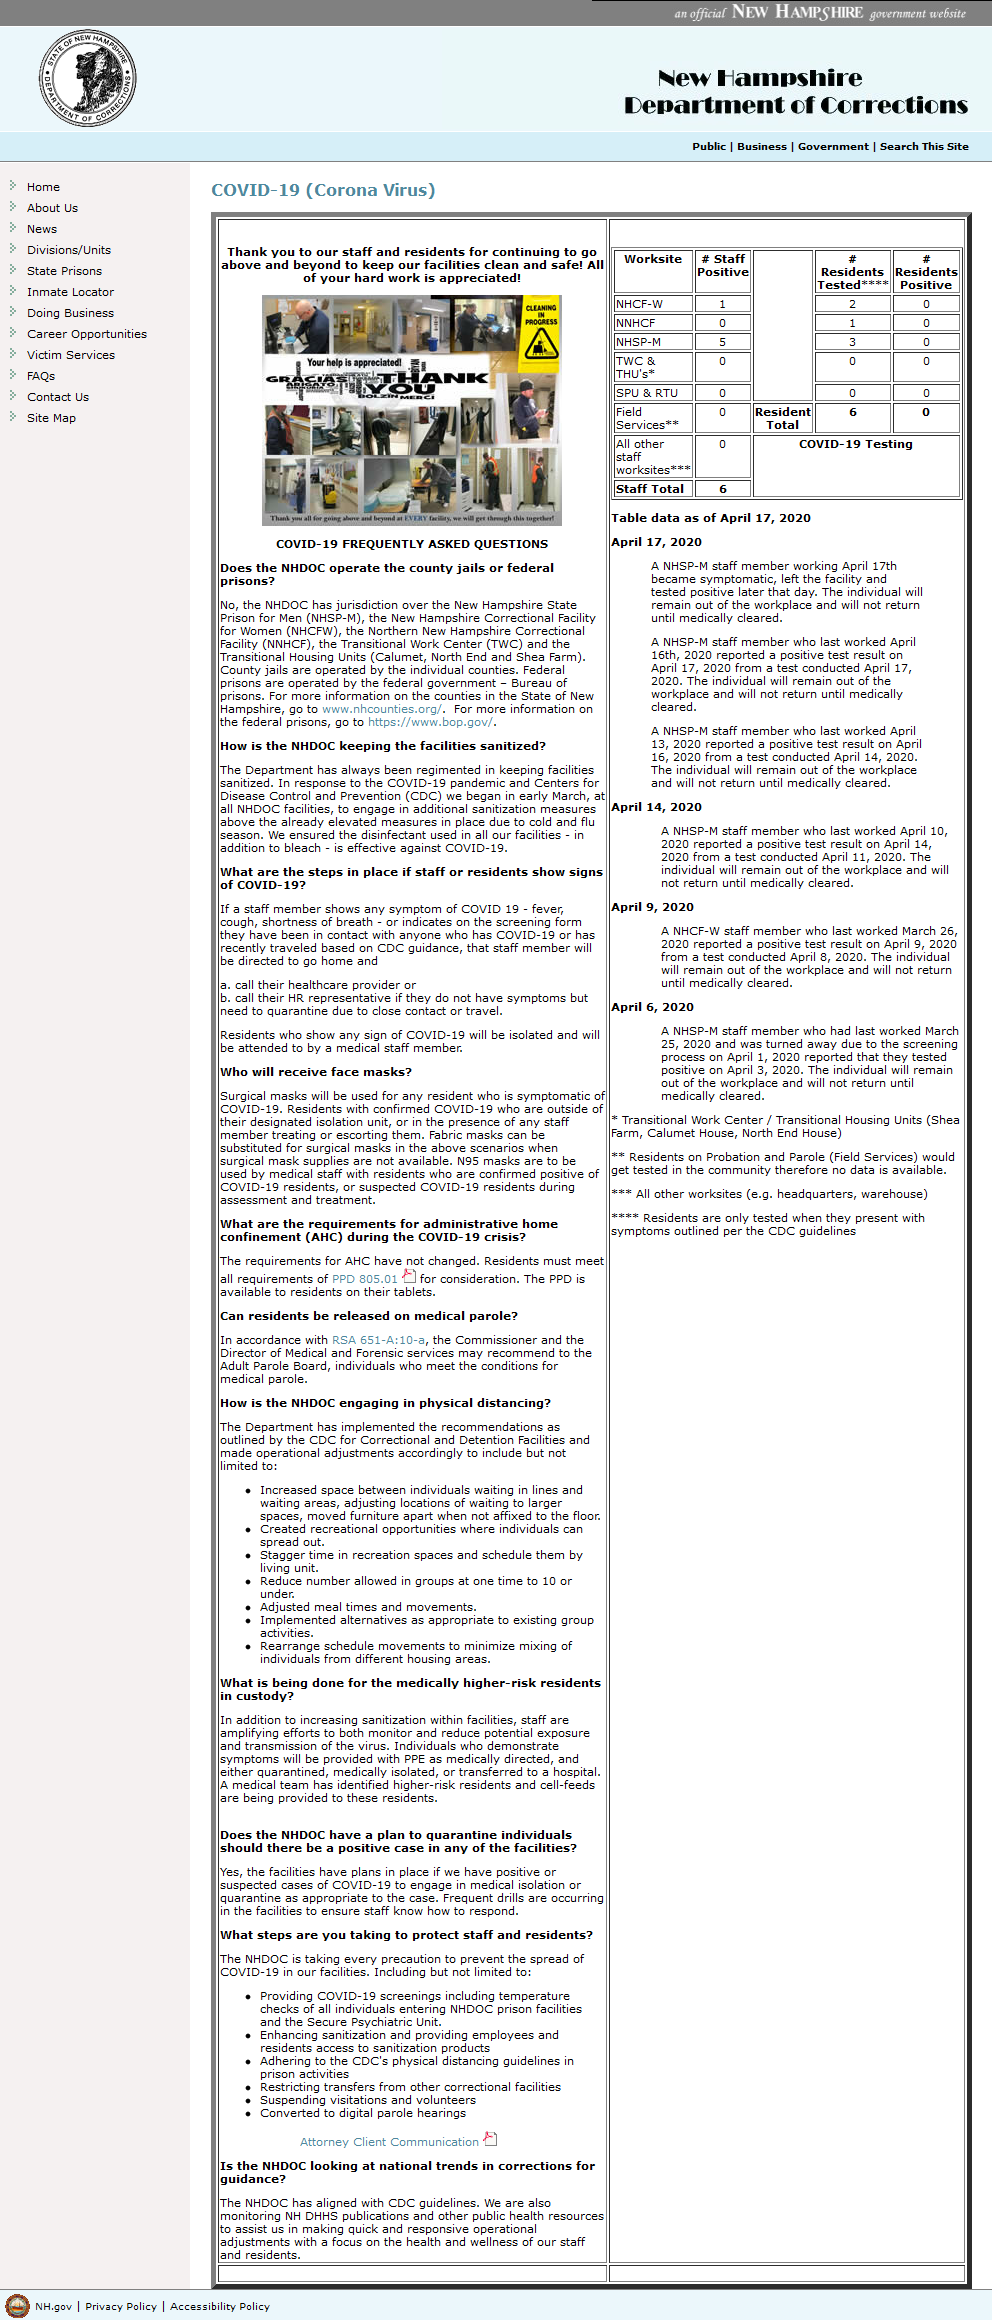 an official NEW HAMPSHIRE government website
STATE OF NEW HAMPSHIRE
DEPARTMENT OF CORRECTIONS
New Hampshire
Department of Corrections
Public | Business | Government | Search This Site
Home
About Us
News
Divisions/Units
State Prisons
Inmate Locator
Doing Business
Career Opportunities
Victim Services
FAQs
Contact Us
Site Map
COVID-19 (Corona Virus)
Thank you to our staff and residents for continuing to go
above and beyond to keep our facilities clean and safe! All
of your hard work is appreciated!
CLEANING
IN
PROGRESS
Your help is appreciated!
GRACIAS
ARIGATO
THANK
YOU
DANKE
BOLZIN
MERCI
Thank you all for going above and beyond at EVERY facility, we will get through this together!
COVID-19 FREQUENTLY ASKED QUESTIONS
Does the NHDOC operate the county jails or federal
prisons?
No, the NHDOC has jurisdiction over the New Hampshire State
Prison for Men (NHSP-M), the New Hampshire Correctional Facility
for Women (NHCFW), the Northern New Hampshire Correctional
Facility (NNHCF), the Transitional Work Center (TWC) and the
Transitional Housing Units (Calumet, North End and Shea Farm).
County jails are operated by the individual counties. Federal
prisons are operated by the federal government – Bureau of
prisons. For more information on the counties in the State of New
Hampshire, go to www.nhcounties.org/.  For more information on
the federal prisons, go to https://www.bop.gov/.
How is the NHDOC keeping the facilities sanitized?
The Department has always been regimented in keeping facilities
sanitized. In response to the COVID-19 pandemic and Centers for
Disease Control and Prevention (CDC) we began in early March, at
all NHDOC facilities, to engage in additional sanitization measures
above the already elevated measures in place due to cold and flu
season. We ensured the disinfectant used in all our facilities - in
addition to bleach - is effective against COVID-19.
What are the steps in place if staff or residents show signs
of COVID-19?
If a staff member shows any symptom of COVID 19 - fever,
cough, shortness of breath - or indicates on the screening form
they have been in contact with anyone who has COVID-19 or has
recently traveled based on CDC guidance, that staff member will
be directed to go home and
a. call their healthcare provider or
b. call their HR representative if they do not have symptoms but
need to quarantine due to close contact or travel.
Residents who show any sign of COVID-19 will be isolated and will
be attended to by a medical staff member.
Who will receive face masks?
Surgical masks will be used for any resident who is symptomatic of
COVID-19. Residents with confirmed COVID-19 who are outside of
their designated isolation unit, or in the presence of any staff
member treating or escorting them. Fabric masks can be
substituted for surgical masks in the above scenarios when
surgical mask supplies are not available. N95 masks are to be
used by medical staff with residents who are confirmed positive of
COVID-19 residents, or suspected COVID-19 residents during
assessment and treatment.
What are the requirements for administrative home
confinement (AHC) during the COVID-19 crisis?
The requirements for AHC have not changed. Residents must meet
all requirements of PPD 805.01 for consideration. The PPD is
available to residents on their tablets.
Can residents be released on medical parole?
In accordance with RSA 651-A:10-a, the Commissioner and the
Director of Medical and Forensic services may recommend to the
Adult Parole Board, individuals who meet the conditions for
medical parole.
How is the NHDOC engaging in physical distancing?
The Department has implemented the recommendations as
outlined by the CDC for Correctional and Detention Facilities and
made operational adjustments accordingly to include but not
limited to:
• Increased space between individuals waiting in lines and
waiting areas, adjusting locations of waiting to larger
spaces, moved furniture apart when not affixed to the floor.
• Created recreational opportunities where individuals can
spread out.
• Stagger time in recreation spaces and schedule them by
living unit.
• Reduce number allowed in groups at one time to 10 or
under.
• Adjusted meal times and movements.
• Implemented alternatives as appropriate to existing group
activities.
• Rearrange schedule movements to minimize mixing of
individuals from different housing areas.
What is being done for the medically higher-risk residents
in custody?
In addition to increasing sanitization within facilities, staff are
amplifying efforts to both monitor and reduce potential exposure
and transmission of the virus. Individuals who demonstrate
symptoms will be provided with PPE as medically directed, and
either quarantined, medically isolated, or transferred to a hospital.
A medical team has identified higher-risk residents and cell-feeds
are being provided to these residents.
Does the NHDOC have a plan to quarantine individuals
should there be a positive case in any of the facilities?
Yes, the facilities have plans in place if we have positive or
suspected cases of COVID-19 to engage in medical isolation or
quarantine as appropriate to the case. Frequent drills are occurring
in the facilities to ensure staff know how to respond.
What steps are you taking to protect staff and residents?
The NHDOC is taking every precaution to prevent the spread of
COVID-19 in our facilities. Including but not limited to:
• Providing COVID-19 screenings including temperature
checks of all individuals entering NHDOC prison facilities
and the Secure Psychiatric Unit.
• Enhancing sanitization and providing employees and
residents access to sanitization products
• Adhering to the CDC's physical distancing guidelines in
prison activities
• Restricting transfers from other correctional facilities
• Suspending visitations and volunteers
• Converted to digital parole hearings
Attorney Client Communication
Is the NHDOC looking at national trends in corrections for
guidance?
The NHDOC has aligned with CDC guidelines. We are also
monitoring NH DHHS publications and other public health resources
to assist us in making quick and responsive operational
adjustments with a focus on the health and wellness of our staff
and residents.
Worksite # Staff Positive # Residents Tested**** # Residents Positive
NHCF-W 1 2 0
NNHCF 0 1 0
NHSP-M 5 3 0
TWC & THU's* 0 0 0
SPU & RTU 0 0 0
Field Services** 0 Resident Total 6 0
All other staff worksites*** 0 COVID-19 Testing
Staff Total 6
Table data as of April 17, 2020
April 17, 2020
A NHSP-M staff member working April 17th
became symptomatic, left the facility and
tested positive later that day. The individual will
remain out of the workplace and will not return
until medically cleared.
A NHSP-M staff member who last worked April
16th, 2020 reported a positive test result on
April 17, 2020 from a test conducted April 17,
2020. The individual will remain out of the
workplace and will not return until medically
cleared.
A NHSP-M staff member who last worked April
13, 2020 reported a positive test result on April
16, 2020 from a test conducted April 14, 2020.
The individual will remain out of the workplace
and will not return until medically cleared.
April 14, 2020
A NHSP-M staff member who last worked April 10,
2020 reported a positive test result on April 14,
2020 from a test conducted April 11, 2020. The
individual will remain out of the workplace and will
not return until medically cleared.
April 9, 2020
A NHCF-W staff member who last worked March 26,
2020 reported a positive test result on April 9, 2020
from a test conducted April 8, 2020. The individual
will remain out of the workplace and will not return
until medically cleared.
April 6, 2020
A NHSP-M staff member who had last worked March
25, 2020 and was turned away due to the screening
process on April 1, 2020 reported that they tested
positive on April 3, 2020. The individual will remain
out of the workplace and will not return until
medically cleared.
* Transitional Work Center / Transitional Housing Units (Shea
Farm, Calumet House, North End House)
** Residents on Probation and Parole (Field Services) would
get tested in the community therefore no data is available.
*** All other worksites (e.g. headquarters, warehouse)
**** Residents are only tested when they present with
symptoms outlined per the CDC guidelines
NH.gov | Privacy Policy | Accessibility Policy